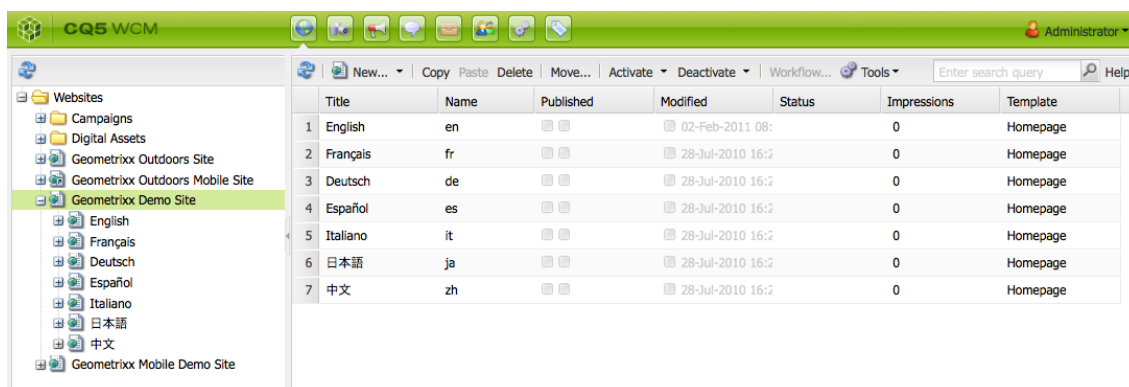 CQ5 WCM
Administrator
New... Copy Paste Delete Move... Activate Deactivate Workflow... Tools Enter search query Help
Websites
Campaigns
Digital Assets
Geometrixx Outdoors Site
Geometrixx Outdoors Mobile Site
Geometrixx Demo Site
English
Français
Deutsch
Español
Italiano
日本語
中文
Geometrixx Mobile Demo Site
Title Name Published Modified Status Impressions Template
1 English en 02-Feb-2011 08: 0 Homepage
2 Français fr 28-Jul-2010 16:2 0 Homepage
3 Deutsch de 28-Jul-2010 16:2 0 Homepage
4 Español es 28-Jul-2010 16:2 0 Homepage
5 Italiano it 28-Jul-2010 16:2 0 Homepage
6 日本語 ja 28-Jul-2010 16:2 0 Homepage
7 中文 zh 28-Jul-2010 16:2 0 Homepage